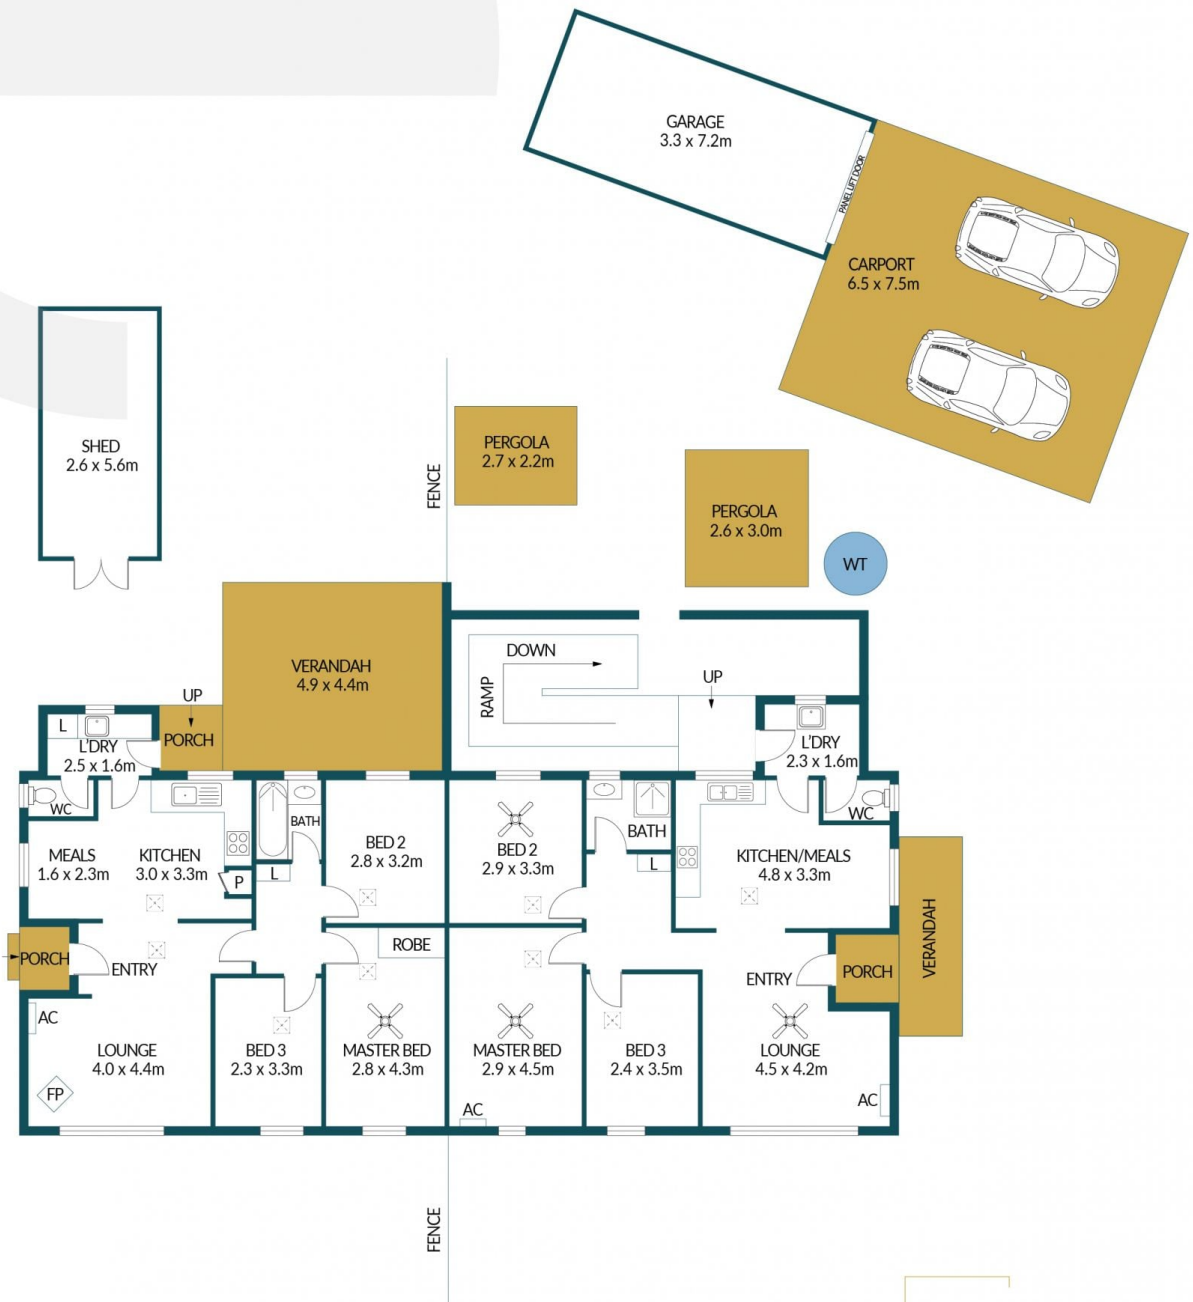 GARAGE
3.3 x 7.2m
PANEL LIFT DOOR
CARPORT
6.5 x 7.5m
SHED
2.6 x 5.6m
FENCE
PERGOLA
2.7 x 2.2m
PERGOLA
2.6 x 3.0m
WT
VERANDAH
4.9 x 4.4m
DOWN
RAMP
UP
UP
L
L'DRY
2.5 x 1.6m
PORCH
L'DRY
2.3 x 1.6m
WC
BATH
BATH
WC
MEALS
1.6 x 2.3m
KITCHEN
3.0 x 3.3m
P
L
BED 2
2.8 x 3.2m
BED 2
2.9 x 3.3m
L
KITCHEN/MEALS
4.8 x 3.3m
VERANDAH
PORCH
ENTRY
ROBE
ENTRY
PORCH
AC
LOUNGE
4.0 x 4.4m
FP
BED 3
2.3 x 3.3m
MASTER BED
2.8 x 4.3m
MASTER BED
2.9 x 4.5m
AC
BED 3
2.4 x 3.5m
LOUNGE
4.5 x 4.2m
AC
FENCE